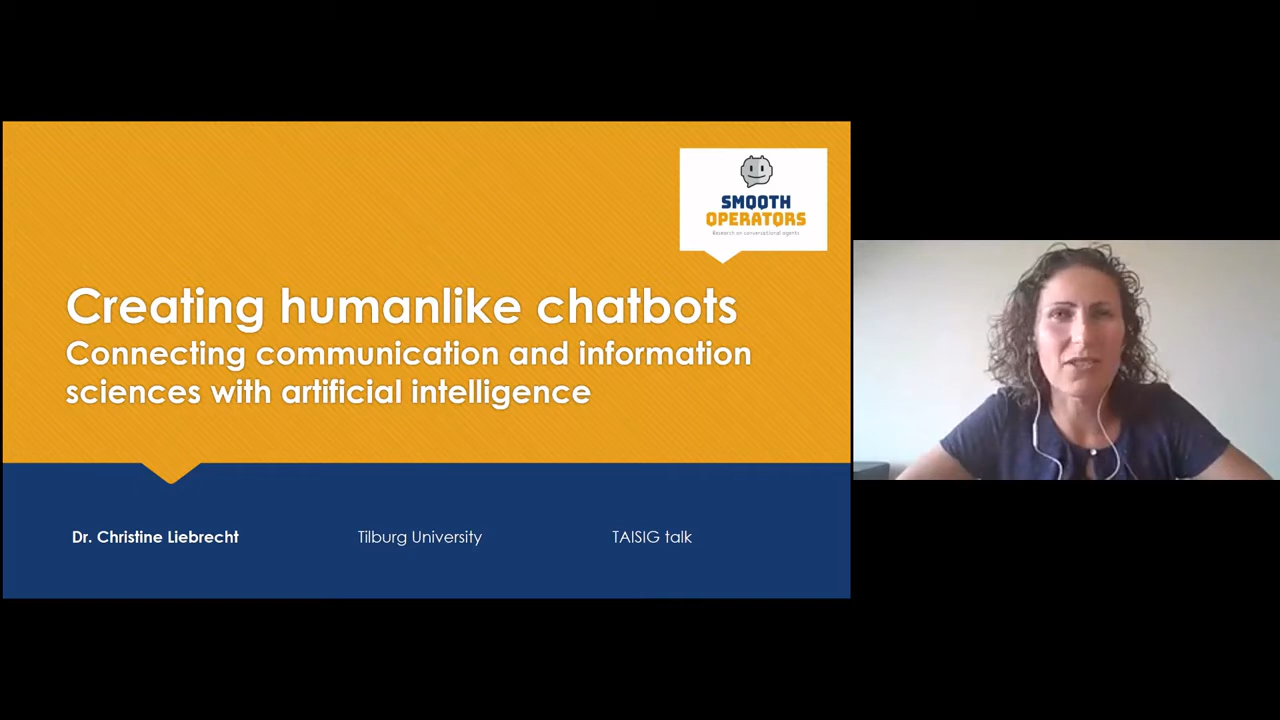 SMOOTH
OPERATORS
Research on conversational agents
Creating humanlike chatbots
Connecting communication and information
sciences with artificial intelligence
Dr. Christine Liebrecht
Tilburg University
TAISIG talk